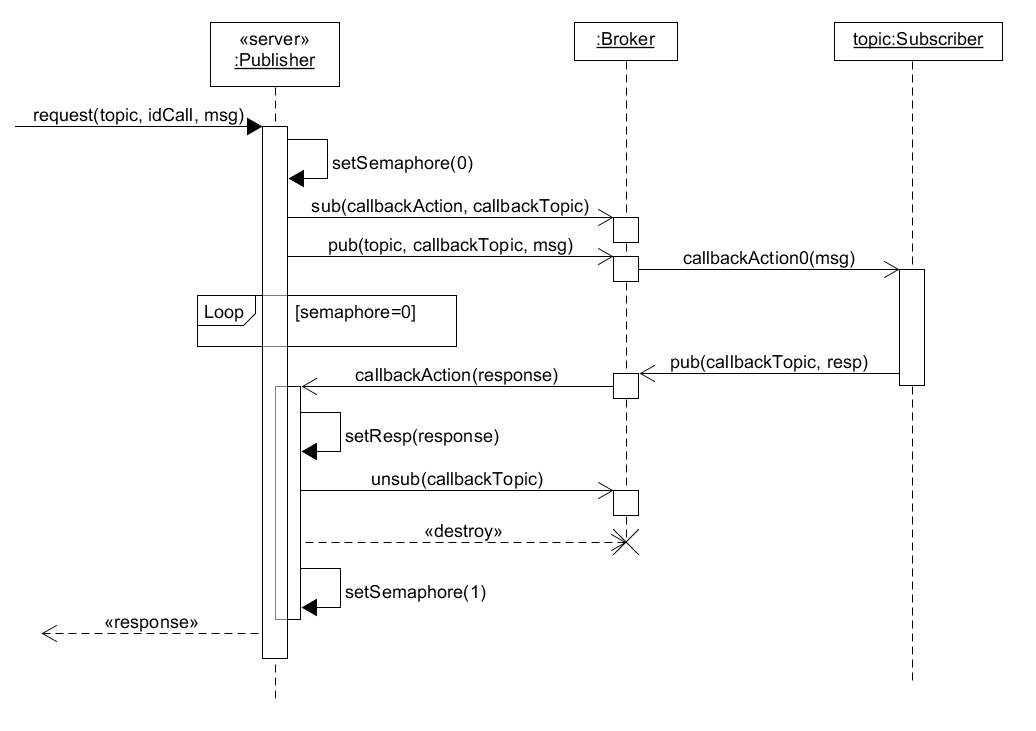 «server»
:Publisher
:Broker
topic:Subscriber
request(topic, idCall, msg)
setSemaphore(0)
sub(callbackAction, callbackTopic)
pub(topic, callbackTopic, msg)
callbackAction0(msg)
Loop
[semaphore=0]
pub(callbackTopic, resp)
callbackAction(response)
setResp(response)
unsub(callbackTopic)
«destroy»
setSemaphore(1)
«response»